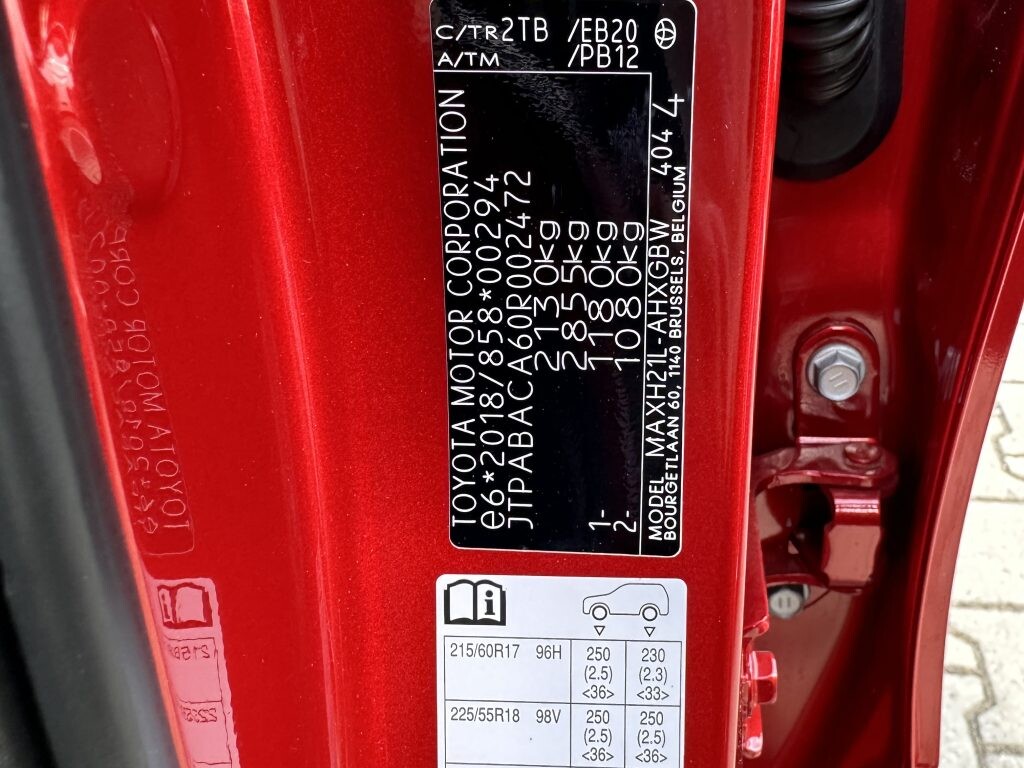 C/TR 2TB /EB20
A/TM /PB12
TOYOTA MOTOR CORPORATION
e6*2018/858*00294
JTPABACA60R002472
2130kg
2855kg
1- 1180kg
2- 1080kg
MODEL MAXH21L-AHXGBW 404 4
BOURGETLAAN 60, 1140 BRUSSELS, BELGIUM
i
215/60R17 96H 250 230
(2.5) (2.3)
<36> <33>
225/55R18 98V 250 250
(2.5) (2.5)
<36> <36>